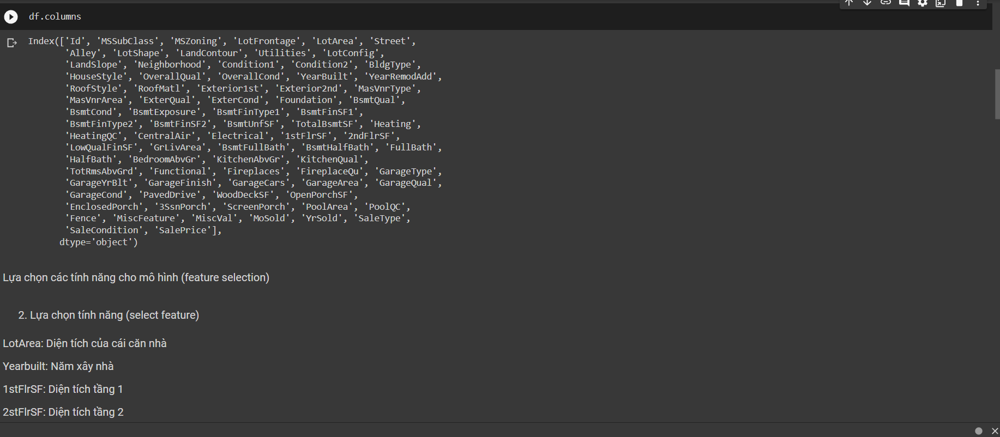 df.columns
Index(['Id', 'MSSubClass', 'MSZoning', 'LotFrontage', 'LotArea', 'Street',
'Alley', 'LotShape', 'LandContour', 'Utilities', 'LotConfig',
'LandSlope', 'Neighborhood', 'Condition1', 'Condition2', 'BldgType',
'HouseStyle', 'OverallQual', 'OverallCond', 'YearBuilt', 'YearRemodAdd',
'RoofStyle', 'RoofMatl', 'Exterior1st', 'Exterior2nd', 'MasVnrType',
'MasVnrArea', 'ExterQual', 'ExterCond', 'Foundation', 'BsmtQual',
'BsmtCond', 'BsmtExposure', 'BsmtFinType1', 'BsmtFinSF1',
'BsmtFinType2', 'BsmtFinSF2', 'BsmtUnfSF', 'TotalBsmtSF', 'Heating',
'HeatingQC', 'CentralAir', 'Electrical', '1stFlrSF', '2ndFlrSF',
'LowQualFinSF', 'GrLivArea', 'BsmtFullBath', 'BsmtHalfBath', 'FullBath',
'HalfBath', 'BedroomAbvGr', 'KitchenAbvGr', 'KitchenQual',
'TotRmsAbvGrd', 'Functional', 'Fireplaces', 'FireplaceQu', 'GarageType',
'GarageYrBlt', 'GarageFinish', 'GarageCars', 'GarageArea', 'GarageQual',
'GarageCond', 'PavedDrive', 'WoodDeckSF', 'OpenPorchSF',
'EnclosedPorch', '3SsnPorch', 'ScreenPorch', 'PoolArea', 'PoolQC',
'Fence', 'MiscFeature', 'MiscVal', 'MoSold', 'YrSold', 'SaleType',
'SaleCondition', 'SalePrice'],
dtype='object')
Lựa chọn các tính năng cho mô hình (feature selection)
2. Lựa chọn tính năng (select feature)
LotArea: Diện tích của cái căn nhà
Yearbuilt: Năm xây nhà
1stFlrSF: Diện tích tầng 1
2stFlrSF: Diện tích tầng 2